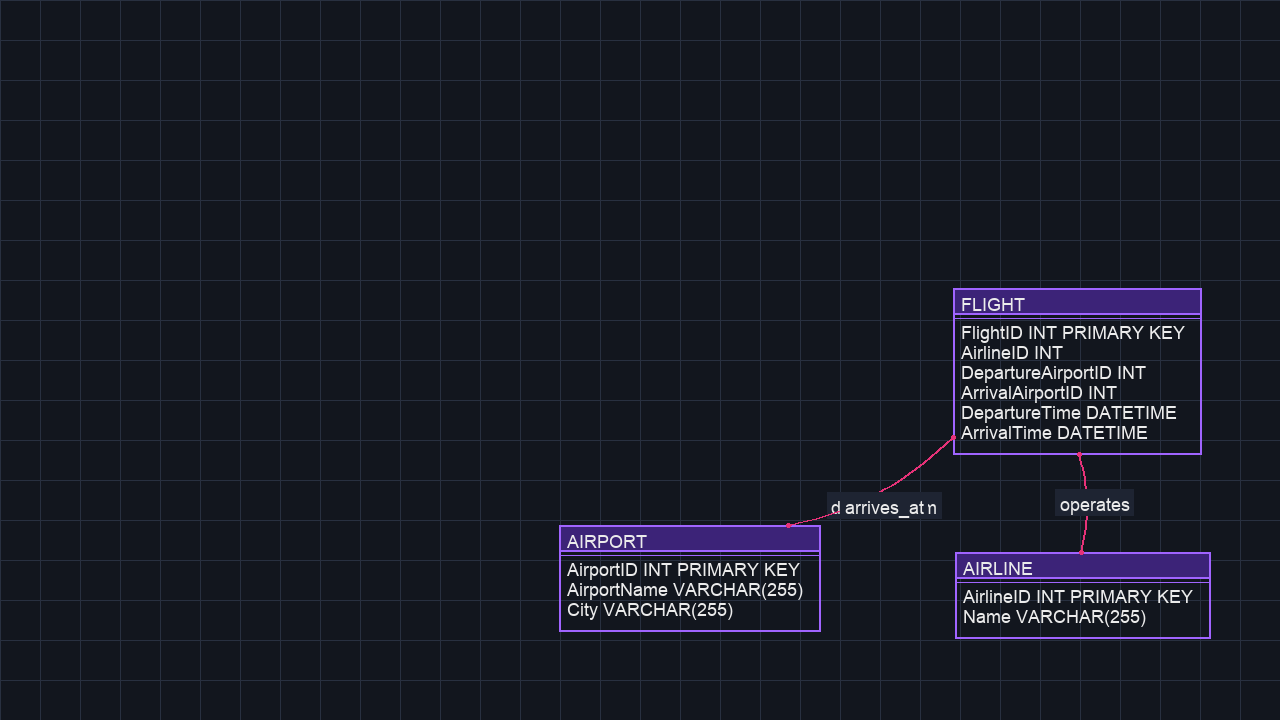 FLIGHT
FlightID INT PRIMARY KEY
AirlineID INT
DepartureAirportID INT
ArrivalAirportID INT
DepartureTime DATETIME
ArrivalTime DATETIME
arrives_at
operates
AIRPORT
AirportID INT PRIMARY KEY
AirportName VARCHAR(255)
City VARCHAR(255)
AIRLINE
AirlineID INT PRIMARY KEY
Name VARCHAR(255)